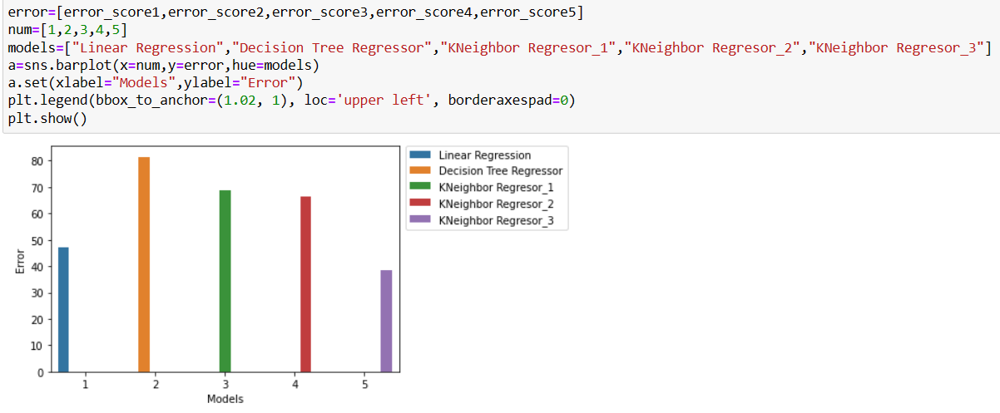 error=[error_score1,error_score2,error_score3,error_score4,error_score5]
num=[1,2,3,4,5]
models=["Linear Regression","Decision Tree Regressor","KNeighbor Regresor_1","KNeighbor Regresor_2","KNeighbor Regresor_3"]
a=sns.barplot(x=num,y=error,hue=models)
a.set(xlabel="Models",ylabel="Error")
plt.legend(bbox_to_anchor=(1.02, 1), loc='upper left', borderaxespad=0)
plt.show()
80
70
60
50
40
30
20
10
0
Error
1 2 3 4 5
Models
Linear Regression
Decision Tree Regressor
KNeighbor Regresor_1
KNeighbor Regresor_2
KNeighbor Regresor_3